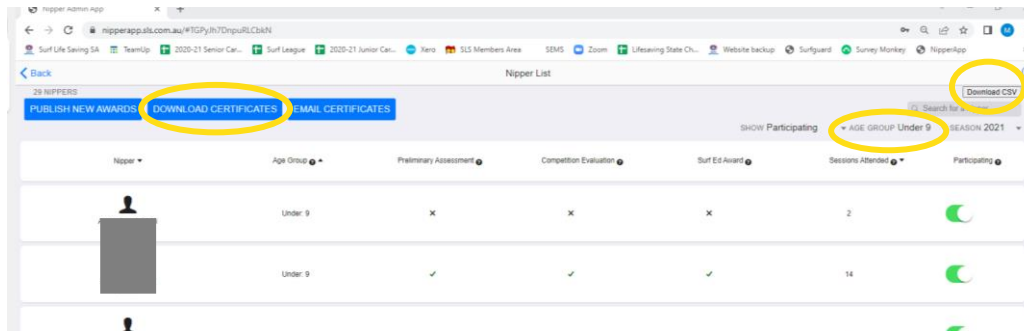 Nipper Admin App × +
nipperapp.sls.com.au/#TGPyJh7DnpuRLCbkN M
Surf Life Saving SA TeamUp 2020-21 Senior Car... Surf League 2020-21 Junior Car... Xero SLS Members Area SEMS Zoom Lifesaving State Ch... Website backup Surfguard Survey Monkey NipperApp
Back Nipper List
29 NIPPERS Download CSV
PUBLISH NEW AWARDS DOWNLOAD CERTIFICATES EMAIL CERTIFICATES Search for a
SHOW Participating AGE GROUP Under 9 SEASON 2021
Nipper Age Group Preliminary Assessment Competition Evaluation Surf Ed Award Sessions Attended Participating
Under: 9 2
Under: 9 14